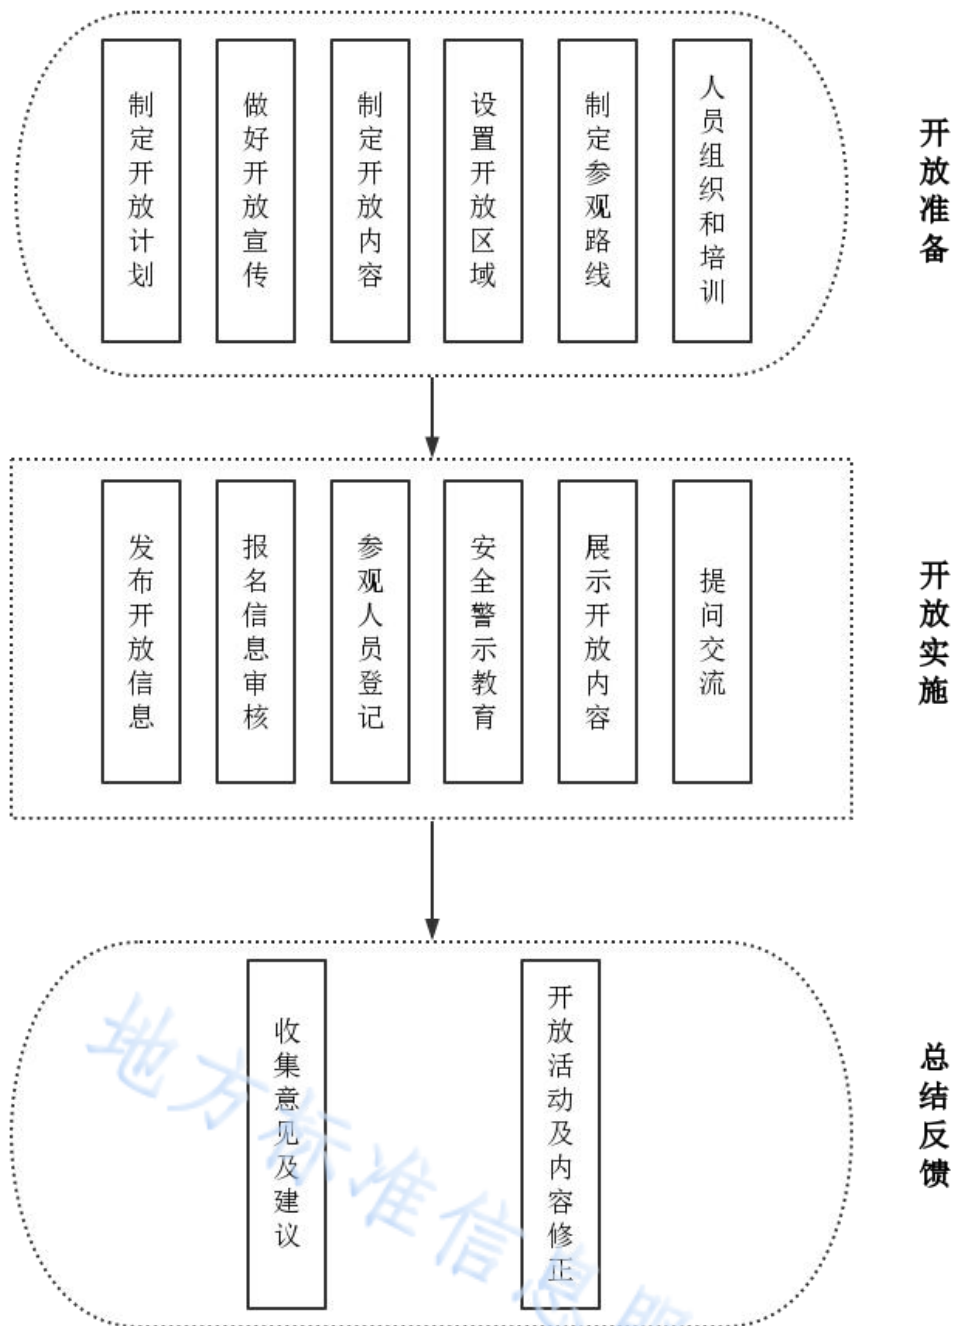 制定开放计划
做好开放宣传
制定开放内容
设置开放区域
制定参观路线
人员组织和培训
开放准备
发布开放信息
报名信息审核
参观人员登记
安全警示教育
展示开放内容
提问交流
开放实施
收集意见及建议
开放活动及内容修正
总结反馈
地方标准信息服